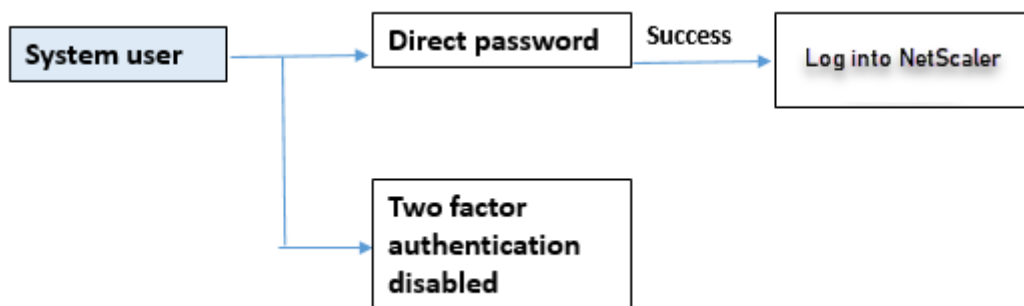 System user
Direct password
Success
Log into NetScaler
Two factor
authentication
disabled